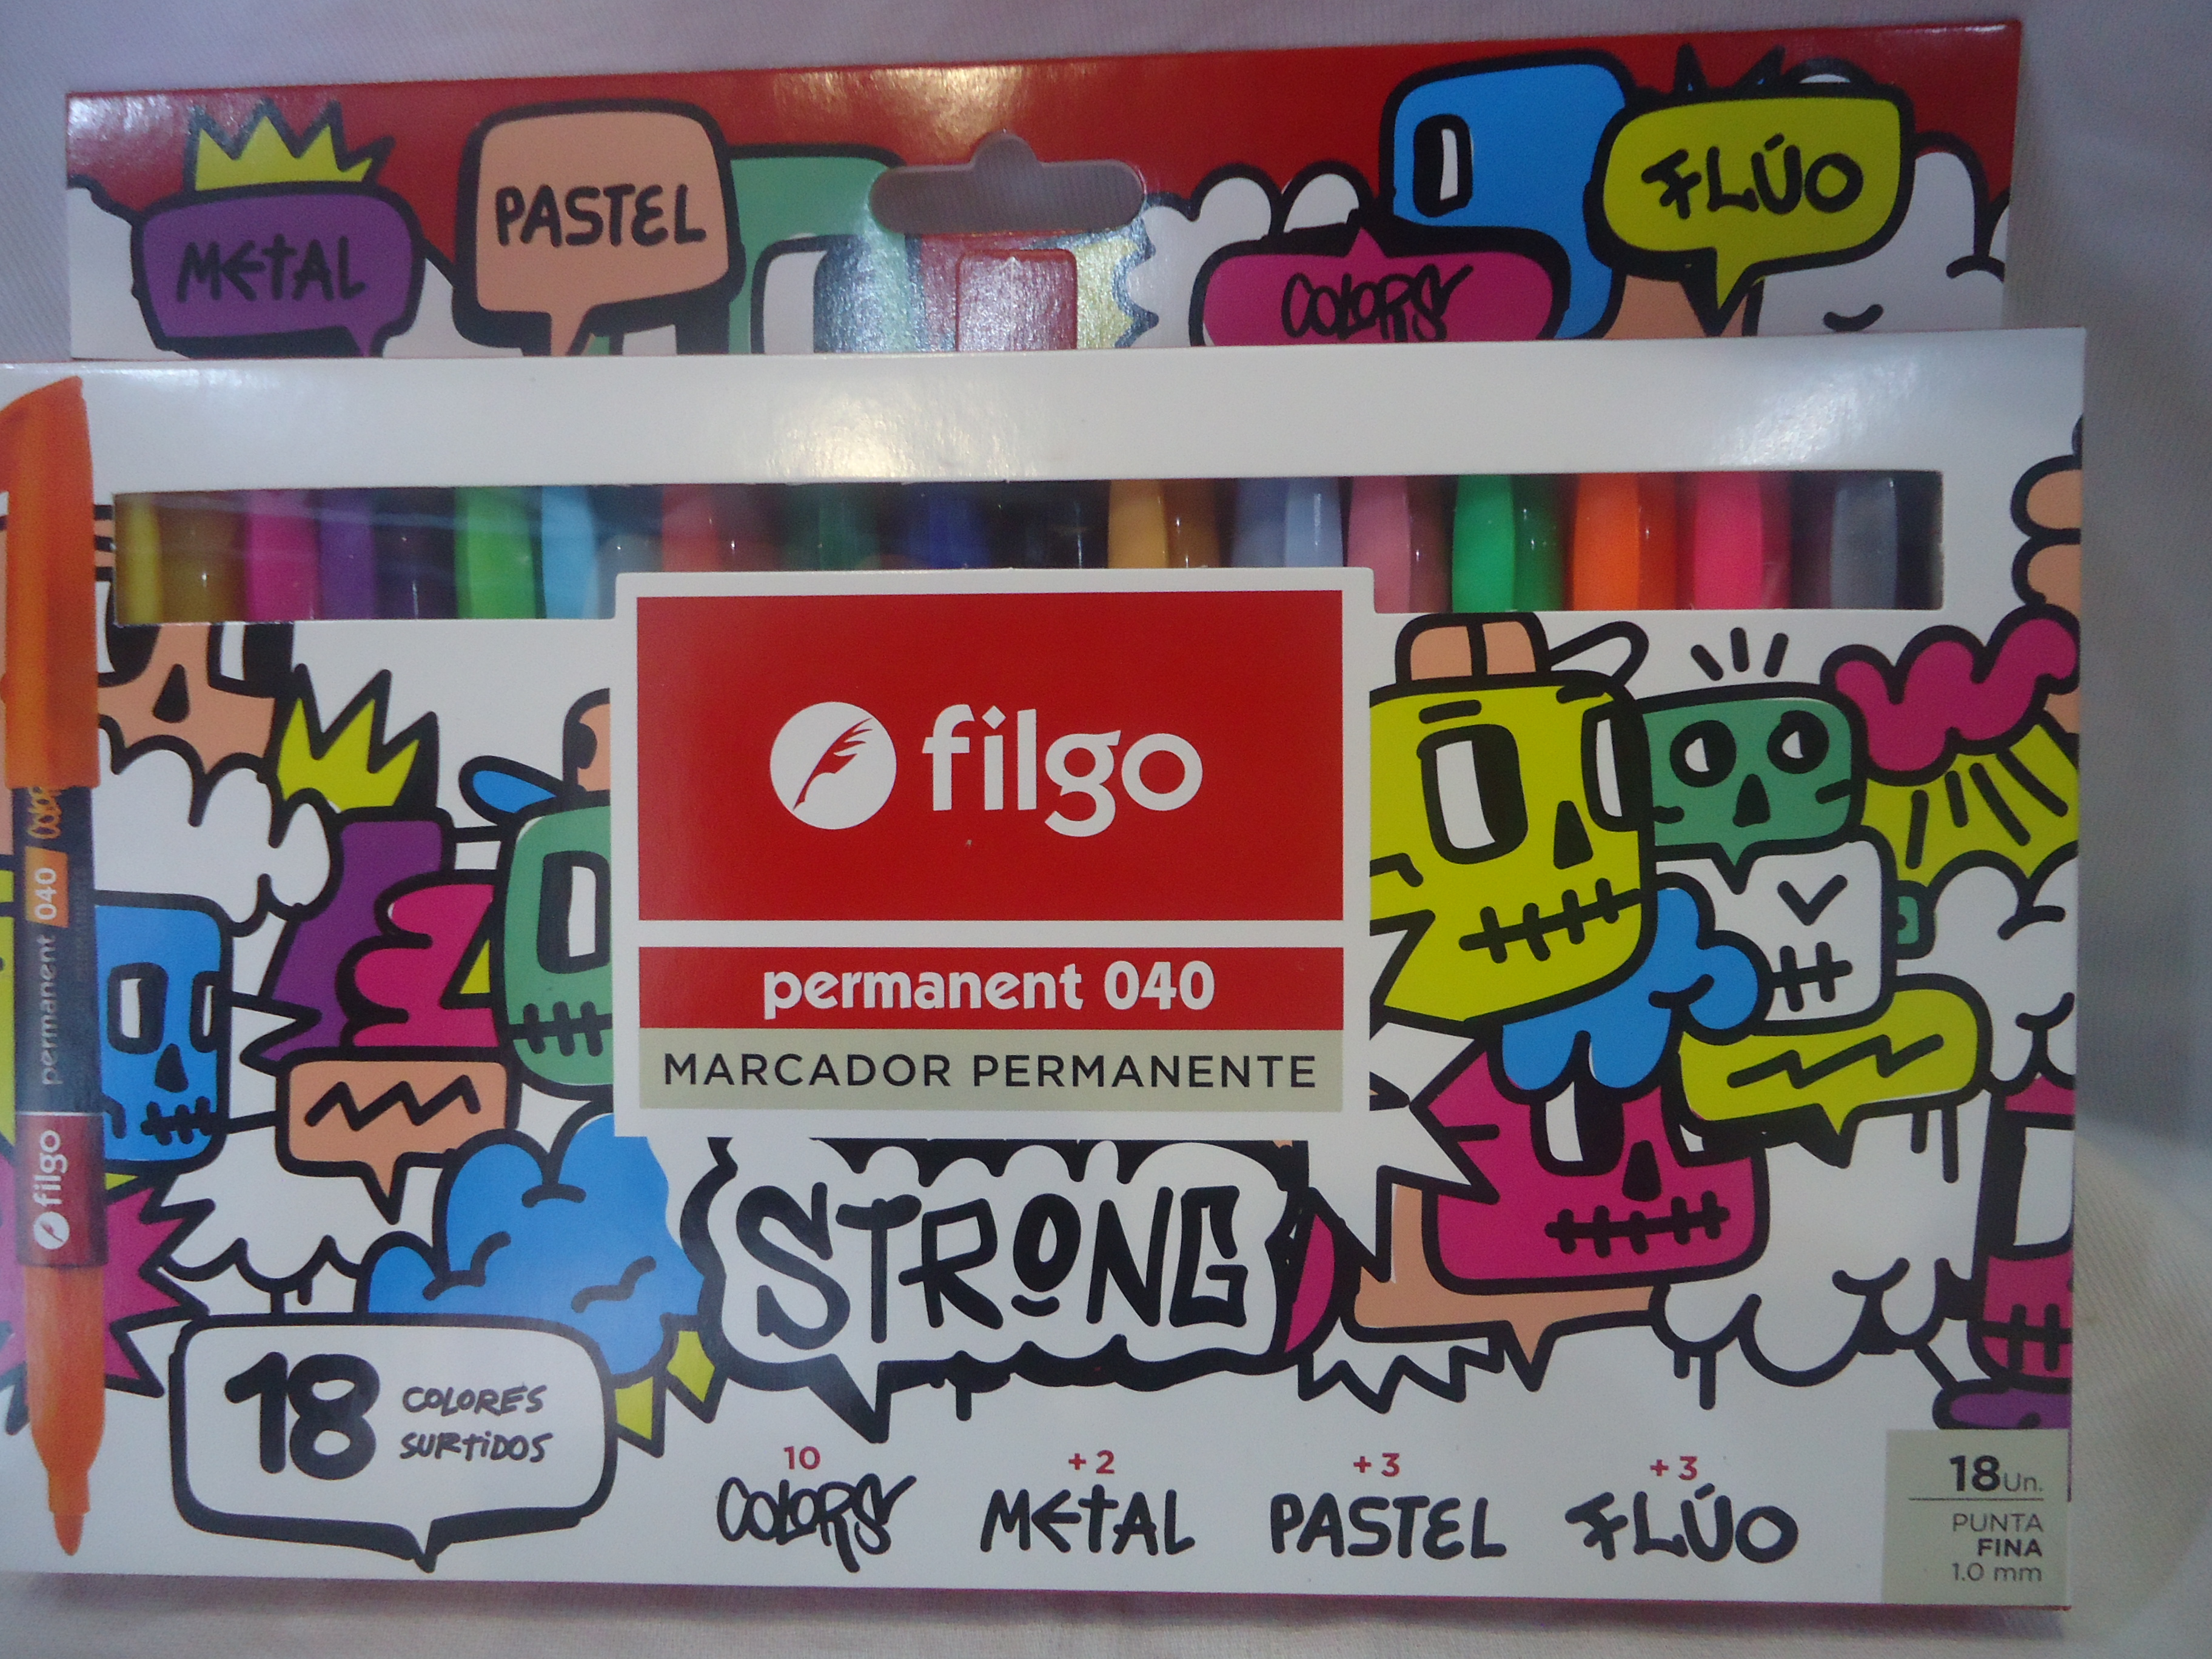 METAL
PASTEL
COLORS
FLÚO
filgo
permanent 040
MARCADOR PERMANENTE
STRONG
filgo permanent 040 COLORS
18 COLORES
SURTIDOS
10
COLORS
+2
METAL
+3
PASTEL
+3
FLÚO
18Un.
PUNTA
FINA
1.0 mm